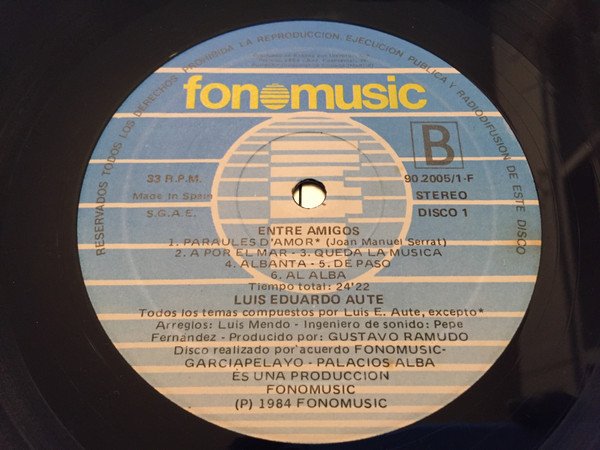 RESERVADOS TODOS LOS DERECHOS PROHIBIDA LA REPRODUCCION, EJECUCION PUBLICA Y RADIODIFUSION DE ESTE DISCO
fonomusic
B
33 R.P.M.
90.2005/1-F
Made In Spain
STEREO
S.G.A.E.
DISCO 1
ENTRE AMIGOS
1. PARAULES D'AMOR* (Joan Manuel Serrat)
2. A POR EL MAR - 3. QUEDA LA MUSICA
4. ALBANTA - 5. DE PASO
6. AL ALBA
Tiempo total: 24'22
LUIS EDUARDO AUTE
Todos los temas compuestos por Luis E. Aute, excepto*
Arreglos: Luis Mendo - Ingeniero de sonido: Pepe
Fernández - Producido por: GUSTAVO RAMUDO
Disco realizado por acuerdo FONOMUSIC-
GARCIAPELAYO - PALACIOS ALBA
ES UNA PRODUCCION
FONOMUSIC
(P) 1984 FONOMUSIC